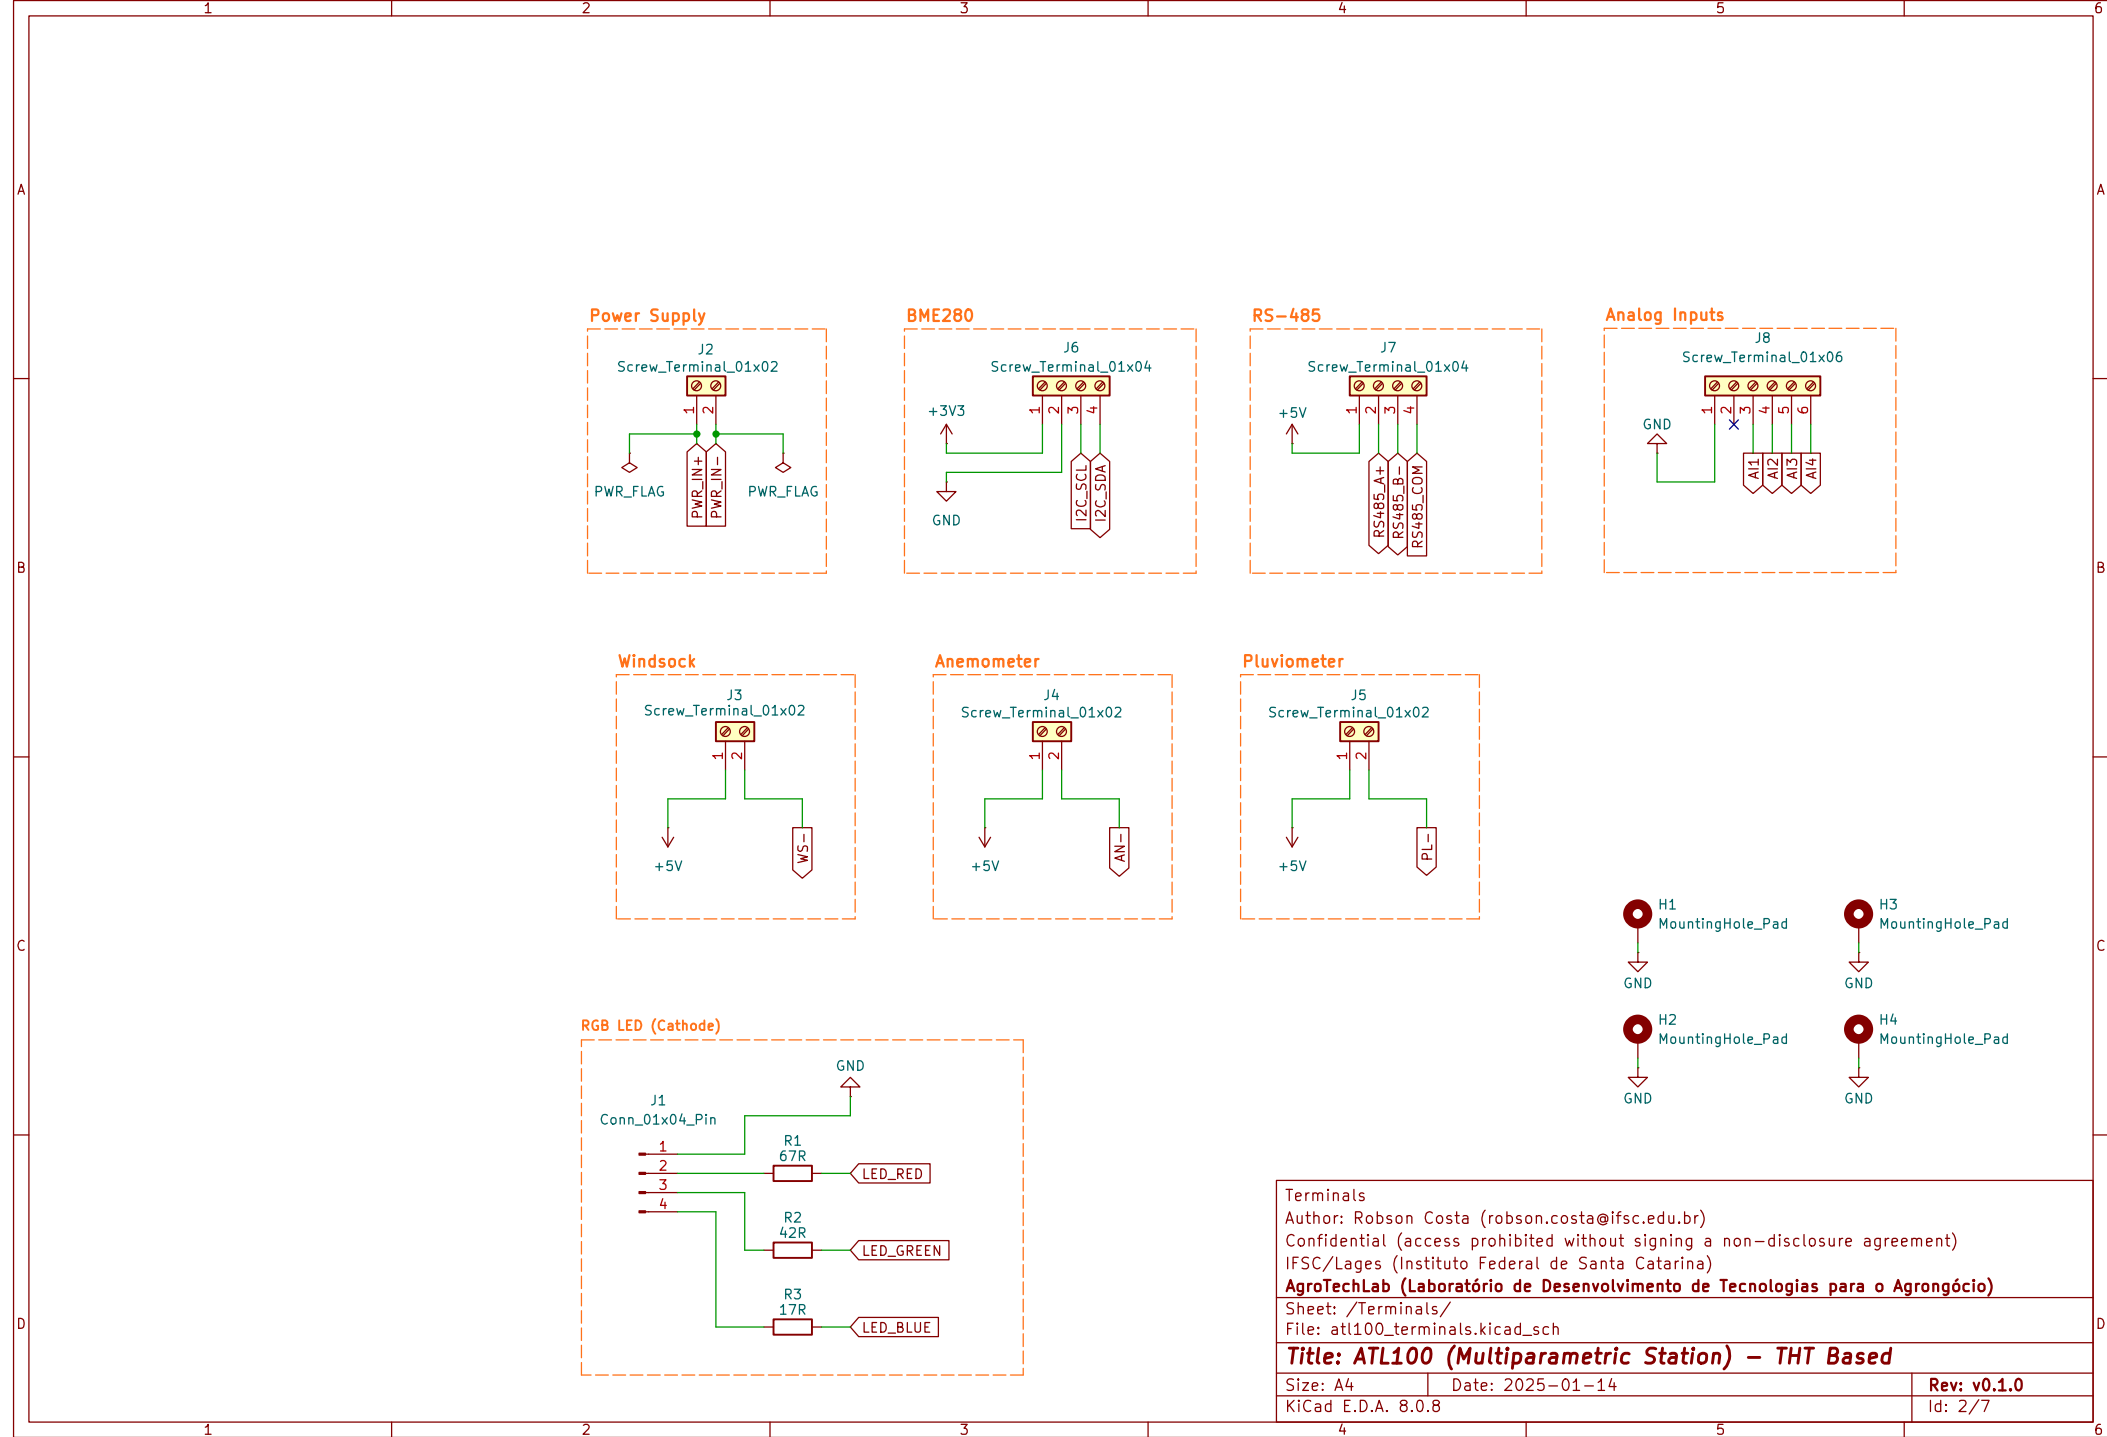 1 2 3 4 5 6
A A
B B
C C
D D
Power Supply
J2
Screw_Terminal_01x02
1 2
PWR_FLAG PWR_IN+ PWR_IN- PWR_FLAG
BME280
J6
Screw_Terminal_01x04
+3V3 1 2 3 4
GND I2C_SCL I2C_SDA
RS-485
J7
Screw_Terminal_01x04
+5V 1 2 3 4
RS485_A+ RS485_B- RS485_COM
Analog Inputs
J8
Screw_Terminal_01x06
GND 1 2 3 4 5 6
AI1 AI2 AI3 AI4
Windsock
J3
Screw_Terminal_01x02
1 2
+5V WS-
Anemometer
J4
Screw_Terminal_01x02
1 2
+5V AN-
Pluviometer
J5
Screw_Terminal_01x02
1 2
+5V PL-
H1
MountingHole_Pad
GND
H3
MountingHole_Pad
GND
H2
MountingHole_Pad
GND
H4
MountingHole_Pad
GND
RGB LED (Cathode)
GND
J1
Conn_01x04_Pin
1
2
3
4
R1
67R
LED_RED
R2
42R
LED_GREEN
R3
17R
LED_BLUE
Terminals
Author: Robson Costa (robson.costa@ifsc.edu.br)
Confidential (access prohibited without signing a non-disclosure agreement)
IFSC/Lages (Instituto Federal de Santa Catarina)
AgroTechLab (Laboratório de Desenvolvimento de Tecnologias para o Agrongócio)
Sheet: /Terminals/
File: atl100_terminals.kicad_sch
Title: ATL100 (Multiparametric Station) - THT Based
Size: A4 Date: 2025-01-14 Rev: v0.1.0
KiCad E.D.A. 8.0.8 Id: 2/7
1 2 3 4 5 6